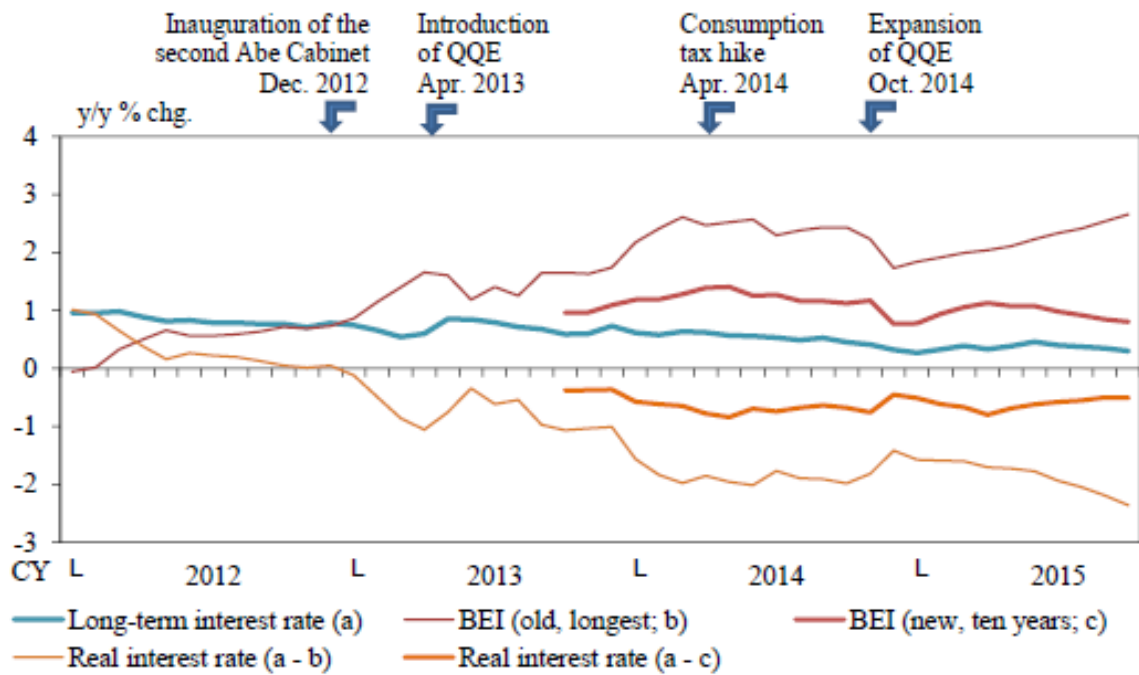 Inauguration of the
second Abe Cabinet
Dec. 2012
Introduction
of QQE
Apr. 2013
Consumption
tax hike
Apr. 2014
Expansion
of QQE
Oct. 2014
y/y % chg.
4
3
2
1
0
-1
-2
-3
CY L 2012 L 2013 L 2014 L 2015
Long-term interest rate (a) BEI (old, longest; b) BEI (new, ten years; c)
Real interest rate (a - b) Real interest rate (a - c)